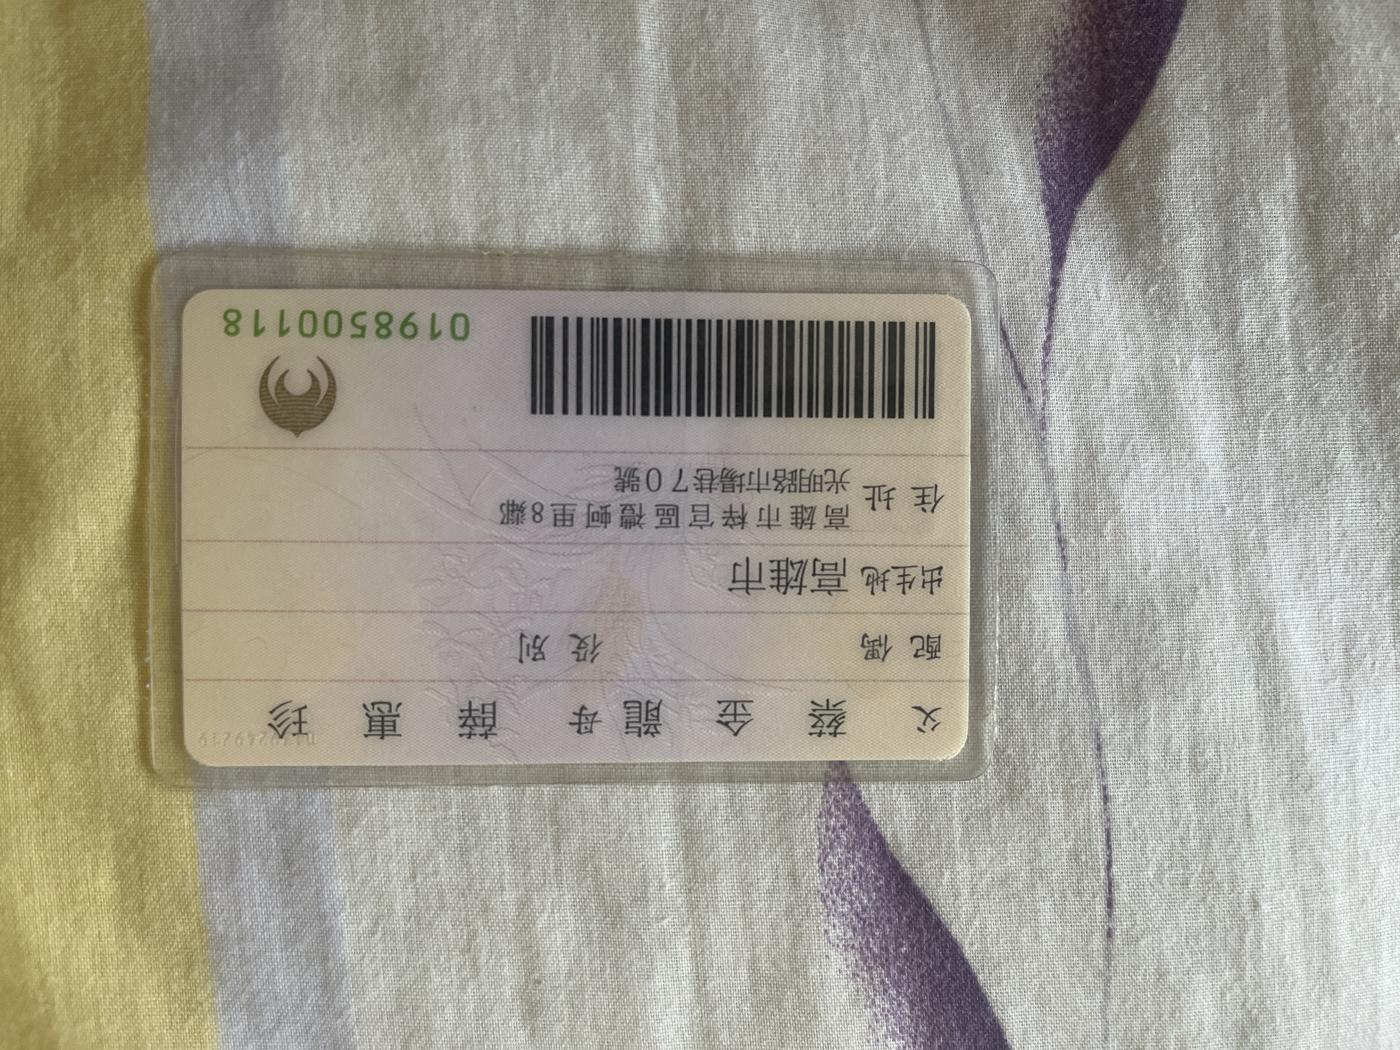 父 蔡金龍 母 薛惠珍
配偶 役別
出生地 高雄市
住址 高雄市梓官區禮蚵里8鄰
光明路市場巷70號
0198500118